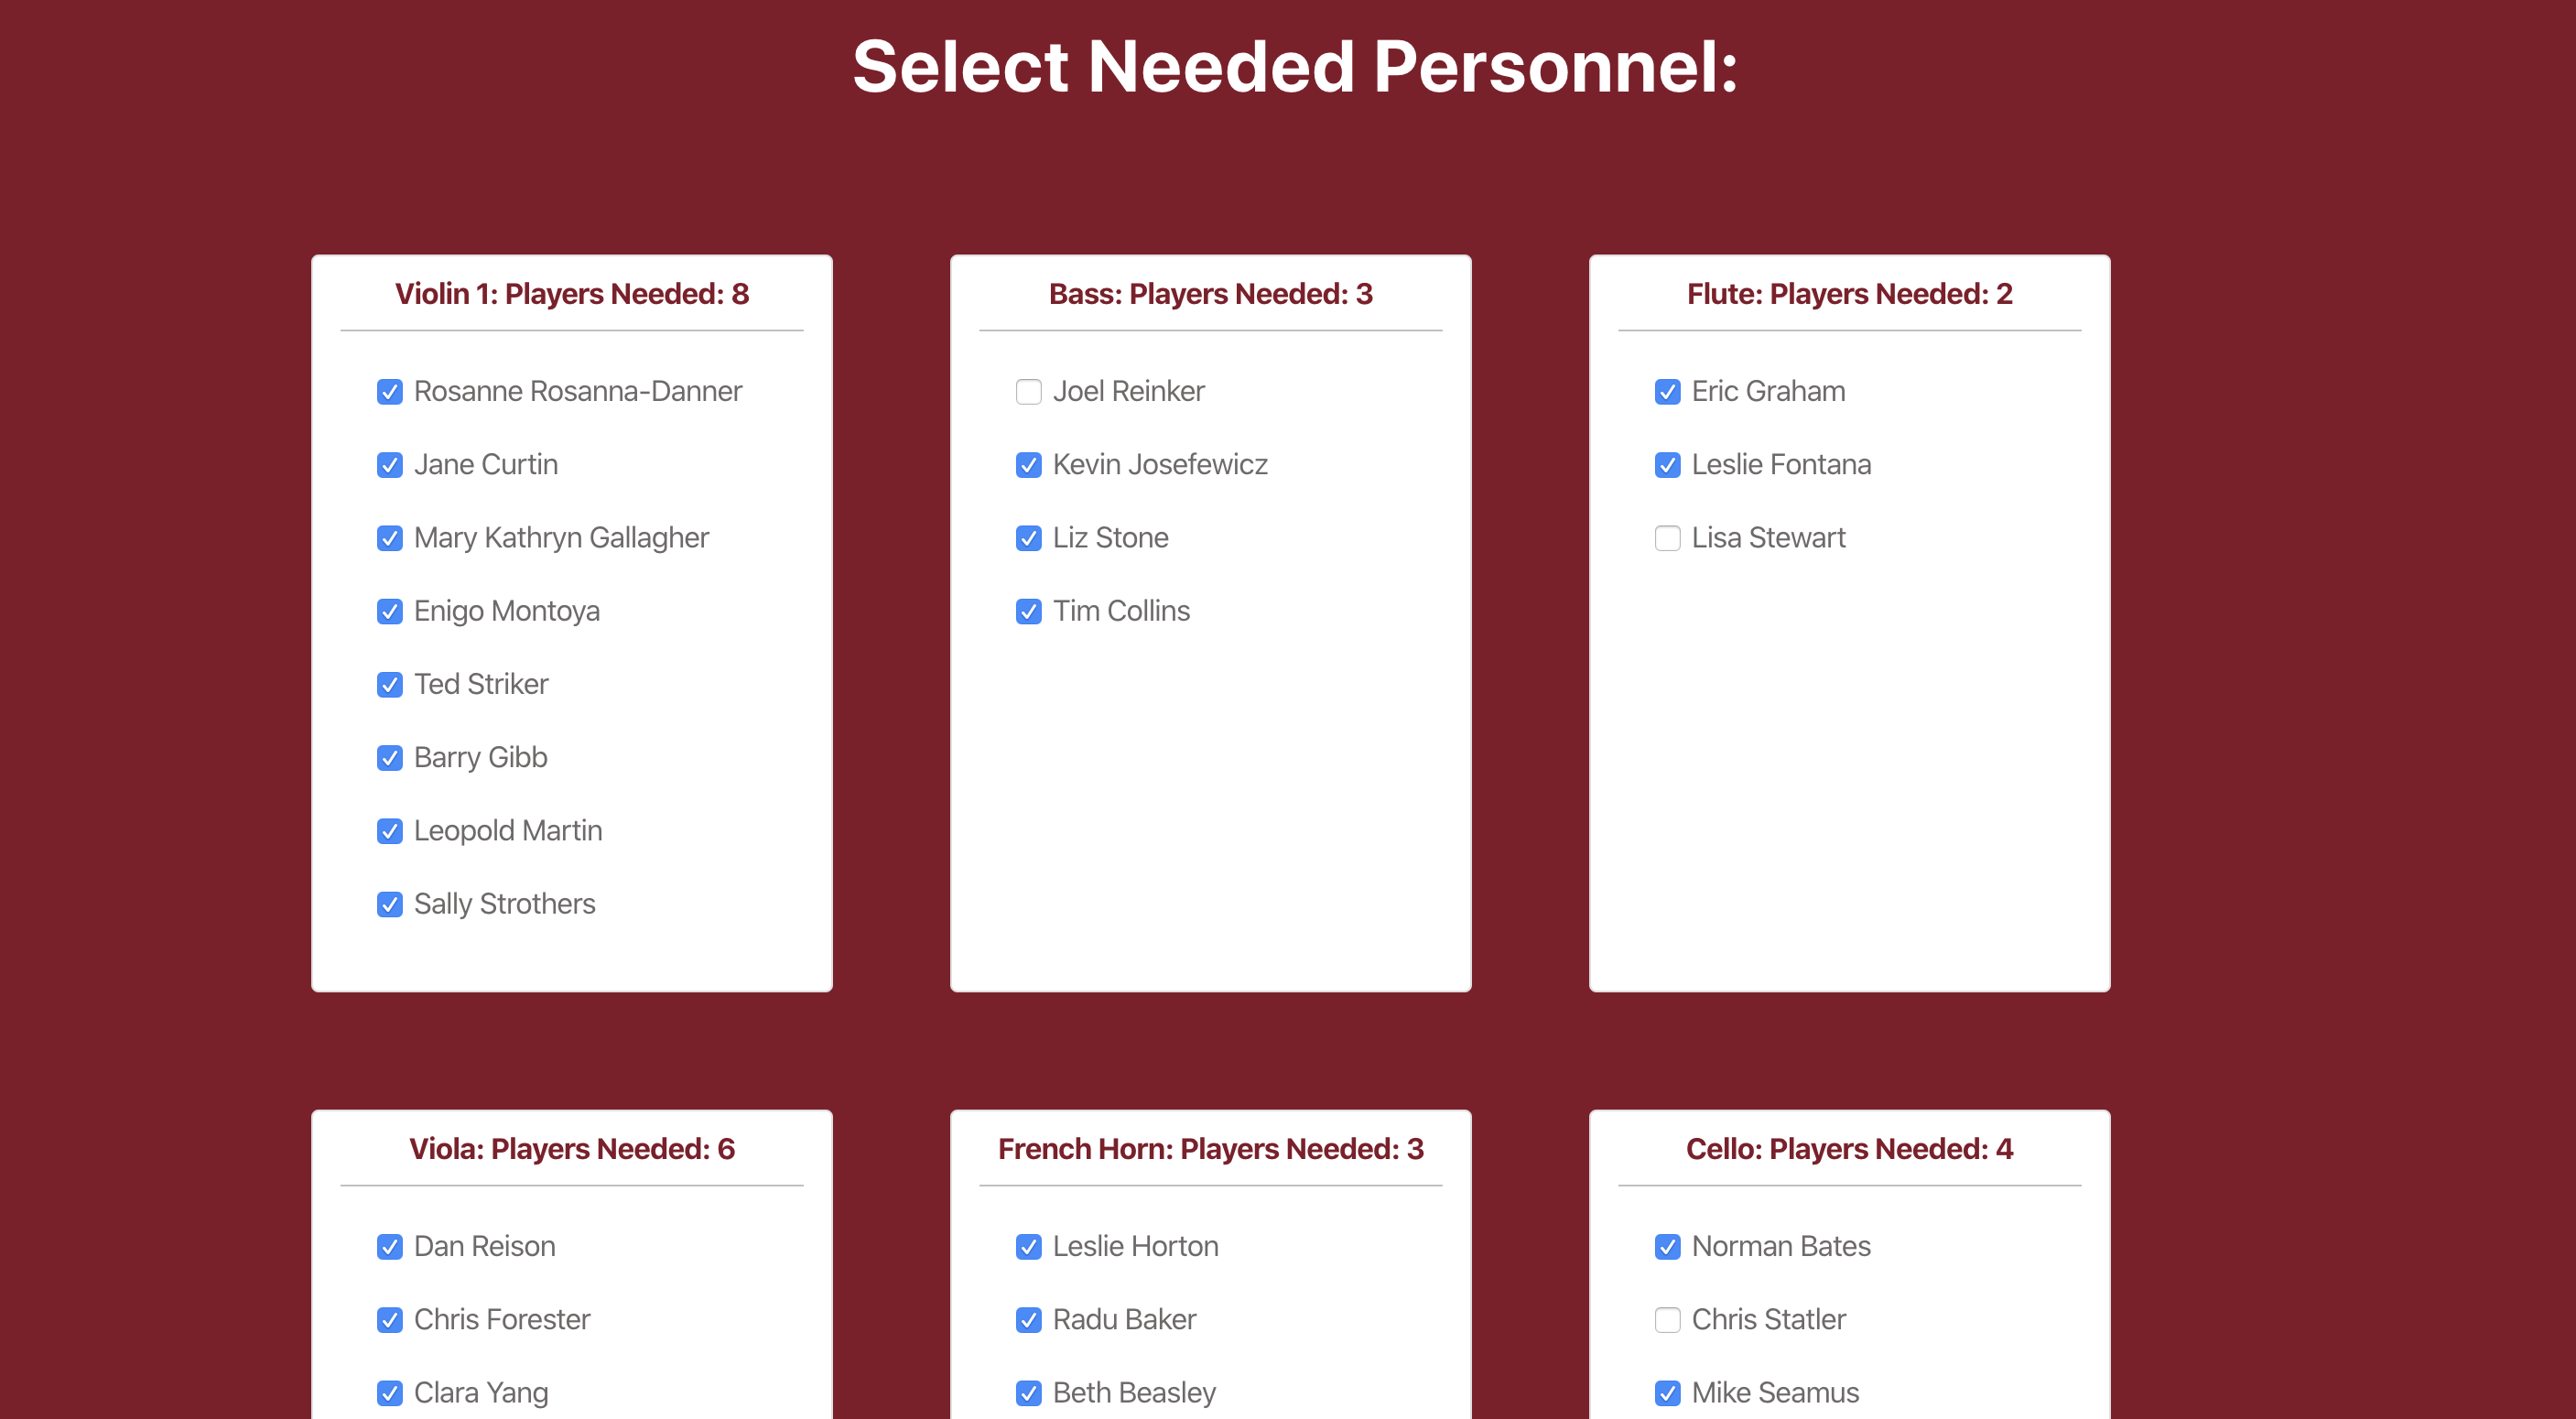 Select Needed Personnel:
Violin 1: Players Needed: 8
Rosanne Rosanna-Danner
Jane Curtin
Mary Kathryn Gallagher
Enigo Montoya
Ted Striker
Barry Gibb
Leopold Martin
Sally Strothers
Bass: Players Needed: 3
Joel Reinker
Kevin Josefewicz
Liz Stone
Tim Collins
Flute: Players Needed: 2
Eric Graham
Leslie Fontana
Lisa Stewart
Viola: Players Needed: 6
Dan Reison
Chris Forester
Clara Yang
French Horn: Players Needed: 3
Leslie Horton
Radu Baker
Beth Beasley
Cello: Players Needed: 4
Norman Bates
Chris Statler
Mike Seamus